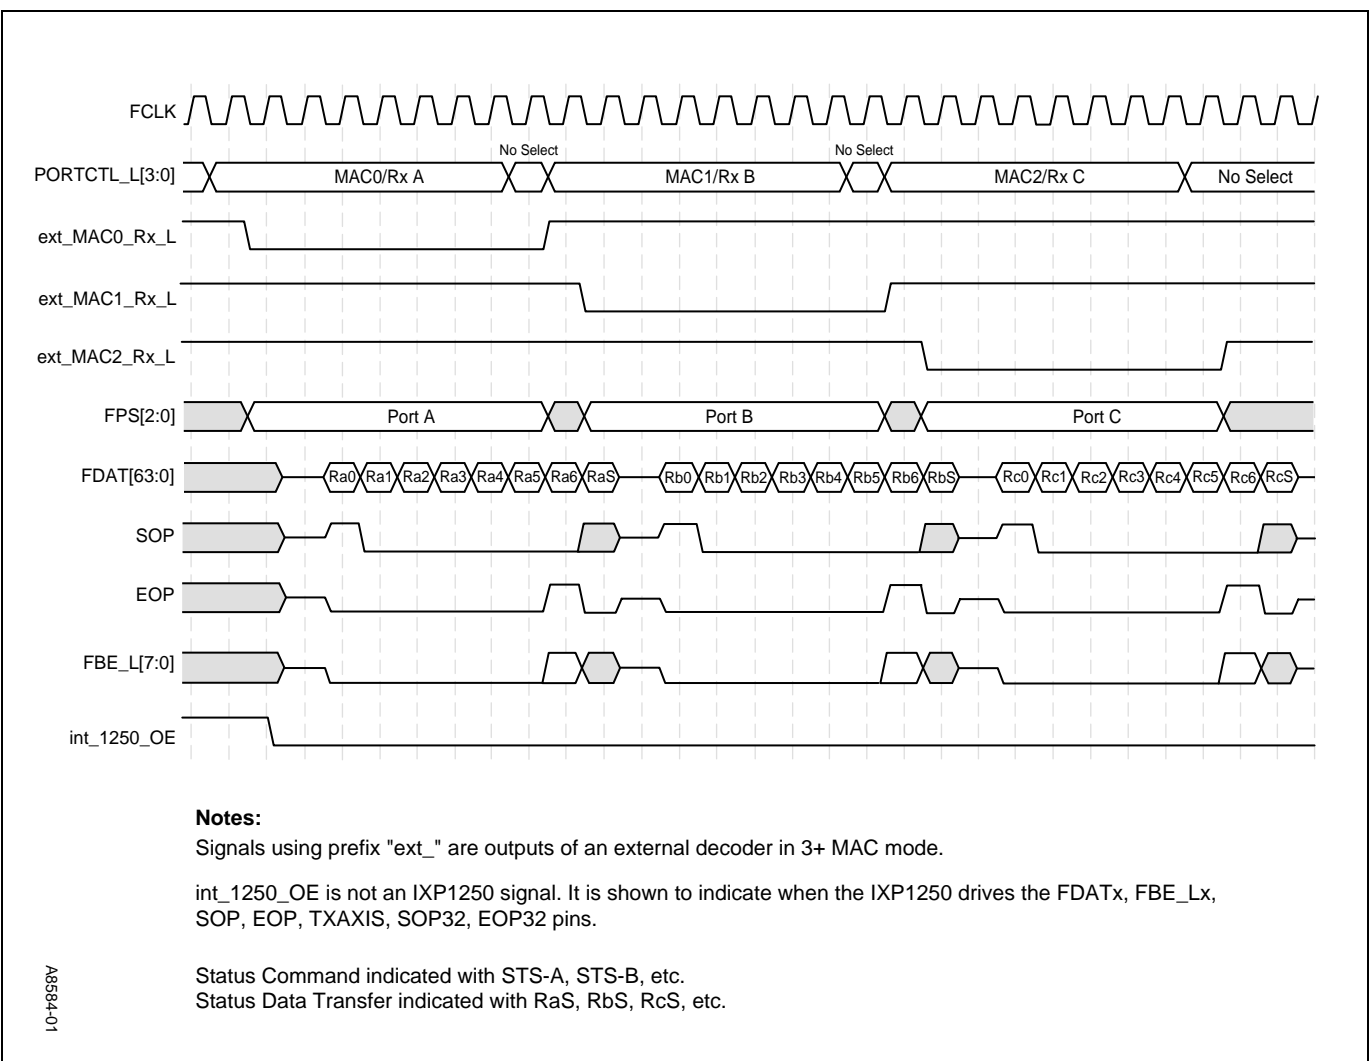 FCLK
No Select No Select
PORTCTL_L[3:0] MAC0/Rx A MAC1/Rx B MAC2/Rx C No Select
ext_MAC0_Rx_L
ext_MAC1_Rx_L
ext_MAC2_Rx_L
FPS[2:0] Port A Port B Port C
FDAT[63:0] Ra0 Ra1 Ra2 Ra3 Ra4 Ra5 Ra6 RaS Rb0 Rb1 Rb2 Rb3 Rb4 Rb5 Rb6 RbS Rc0 Rc1 Rc2 Rc3 Rc4 Rc5 Rc6 RcS
SOP
EOP
FBE_L[7:0]
int_1250_OE
Notes:
Signals using prefix "ext_" are outputs of an external decoder in 3+ MAC mode.
int_1250_OE is not an IXP1250 signal. It is shown to indicate when the IXP1250 drives the FDATx, FBE_Lx,
SOP, EOP, TXAXIS, SOP32, EOP32 pins.
Status Command indicated with STS-A, STS-B, etc.
Status Data Transfer indicated with RaS, RbS, RcS, etc.
A8584-01